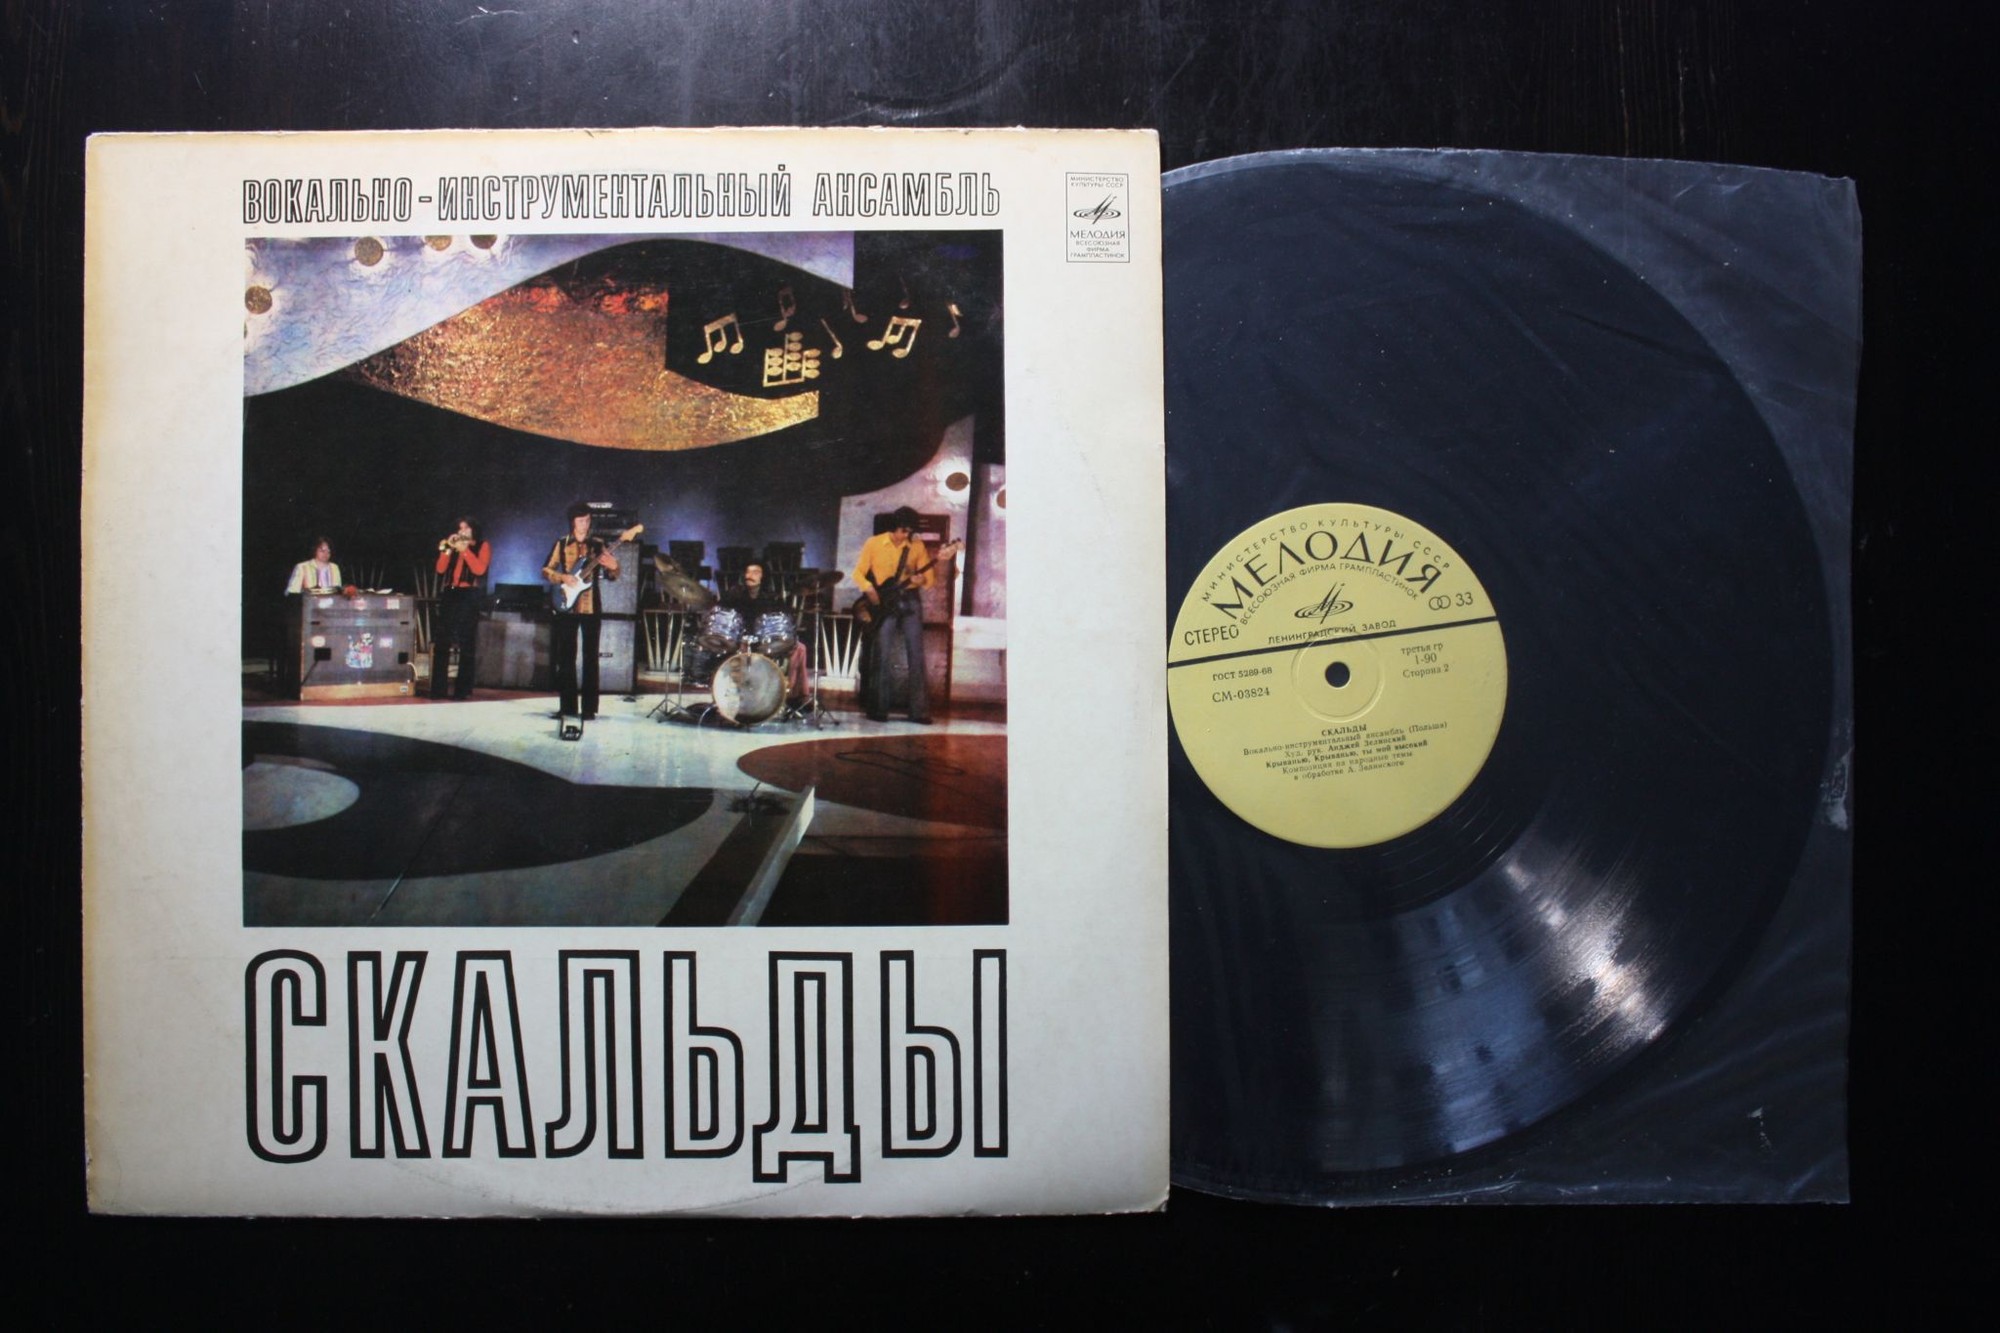 ВОКАЛЬНО-ИНСТРУМЕНТАЛЬНЫЙ АНСАМБЛЬ
МИНИСТЕРСТВО
КУЛЬТУРЫ СССР
МЕЛОДИЯ
ВСЕСОЮЗНАЯ
ФИРМА
ГРАМПЛАСТИНОК
СКАЛЬДЫ
МИНИСТЕРСТВО КУЛЬТУРЫ СССР
МЕЛОДИЯ
ВСЕСОЮЗНАЯ ФИРМА ГРАМПЛАСТИНОК
33
СТЕРЕО
ЛЕНИНГРАДСКИЙ ЗАВОД
ГОСТ 5289-68
СМ-03824
третья гр
1-90
Сторона 2
СКАЛЬДЫ
Вокально-инструментальный ансамбль (Польша)
Худ. рук. Анджей Зелинский
Крыванью, Крыванью, ты мой высокий
Композиция на народные темы
в обработке А. Зелинского